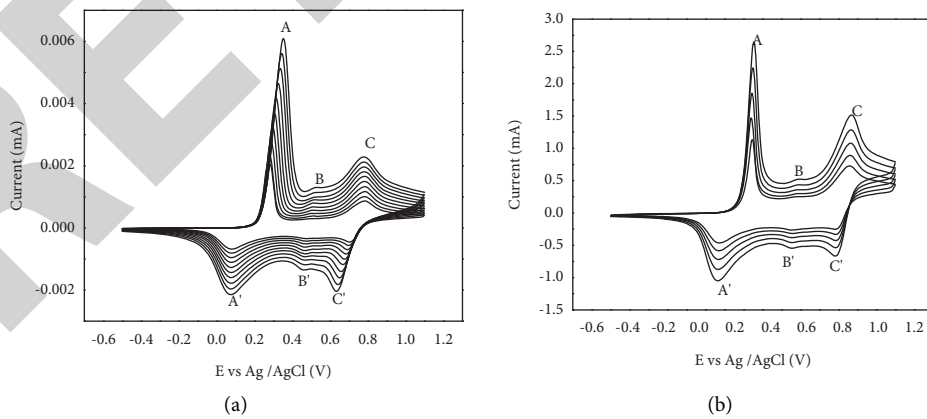 0.006
0.004
0.002
0.000
-0.002
Current (mA)
A
B
C
A'
B'
C'
-0.6 -0.4 -0.2 0.0 0.2 0.4 0.6 0.8 1.0 1.2
E vs Ag /AgCl (V)
(a)
3.0
2.5
2.0
1.5
1.0
0.5
0.0
-0.5
-1.0
-1.5
Current (mA)
A
B
C
A'
B'
C'
-0.6 -0.4 -0.2 0.0 0.2 0.4 0.6 0.8 1.0 1.2
E vs Ag /AgCl (V)
(b)